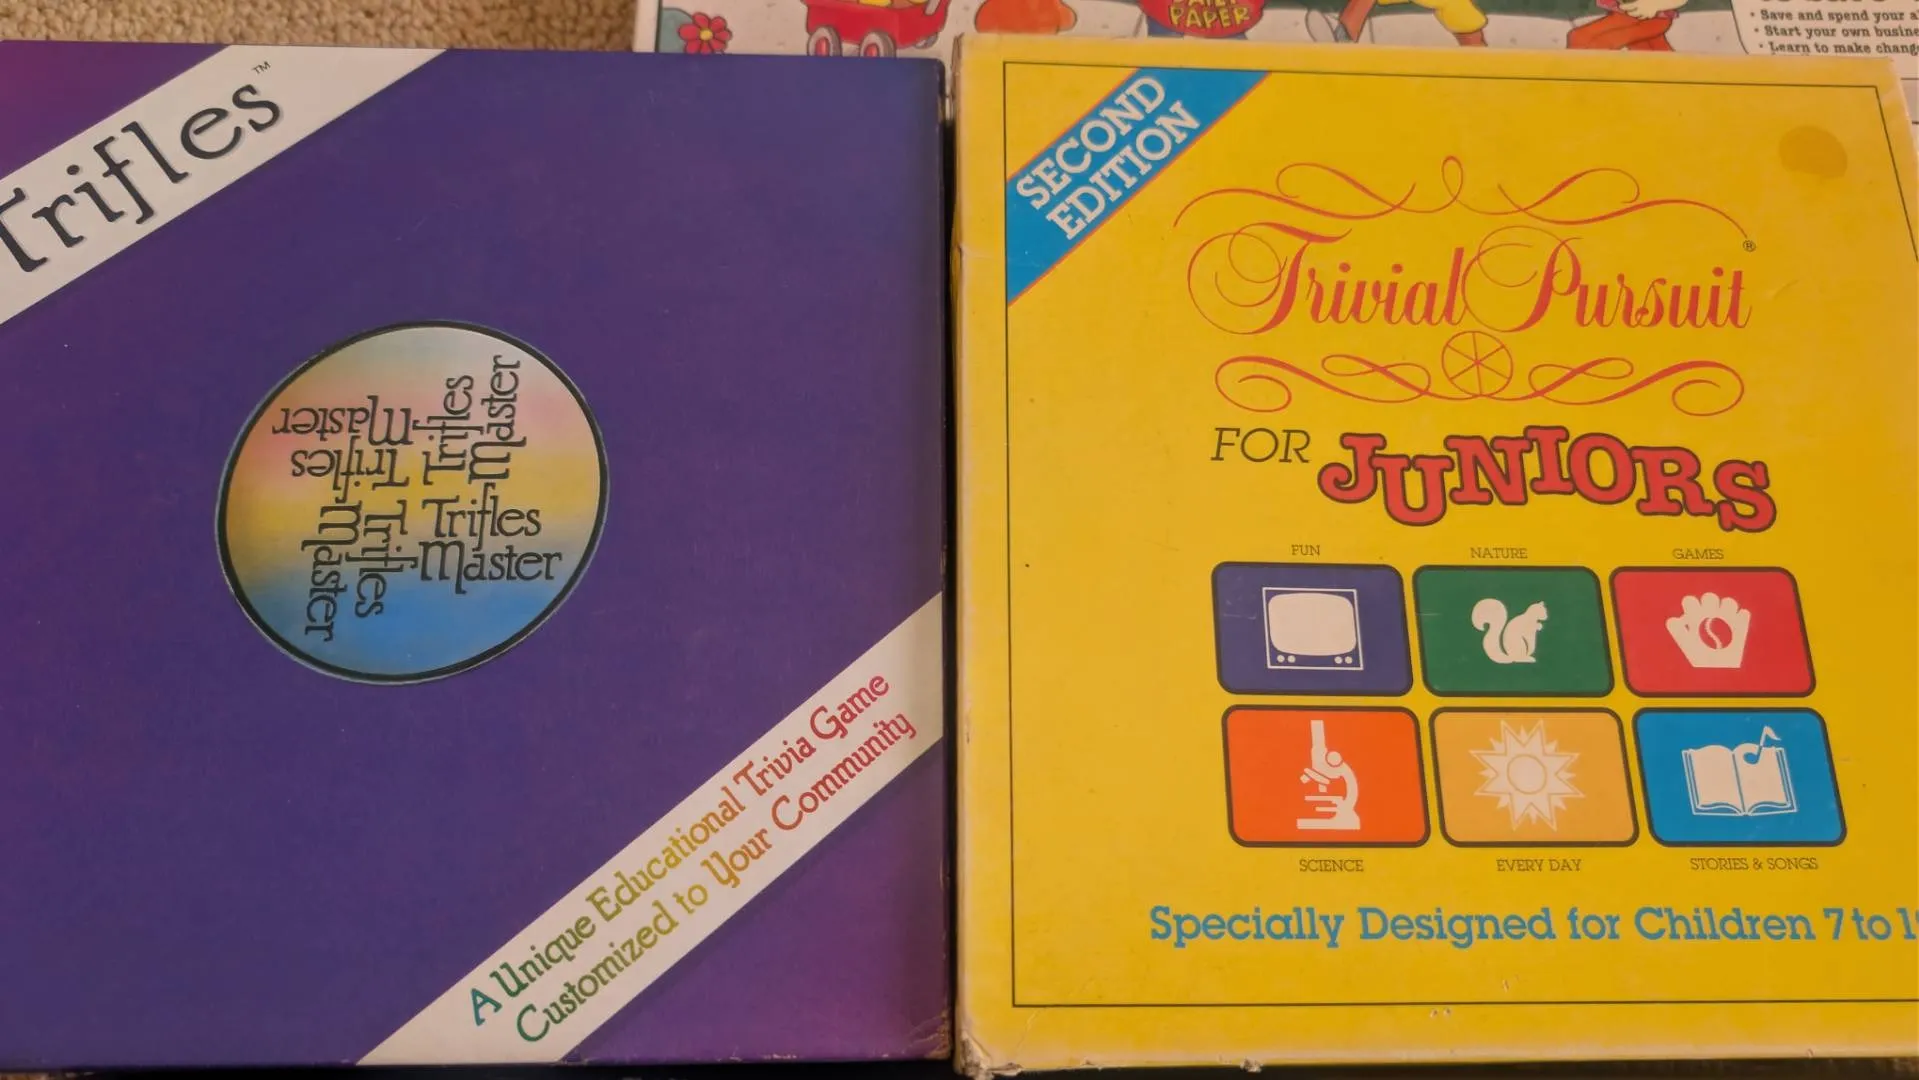 DAILY
PAPER
• Save and spend your
• Start your own
• Learn to make
Trifles™
Trifles
Master
Trifles
Master
Trifles
Master
Trifles
Master
A Unique Educational Trivia Game
Customized to Your Community
SECOND
EDITION
Trivial Pursuit®
FOR JUNIORS
FUN NATURE GAMES
SCIENCE EVERY DAY STORIES & SONGS
Specially Designed for Children 7 to